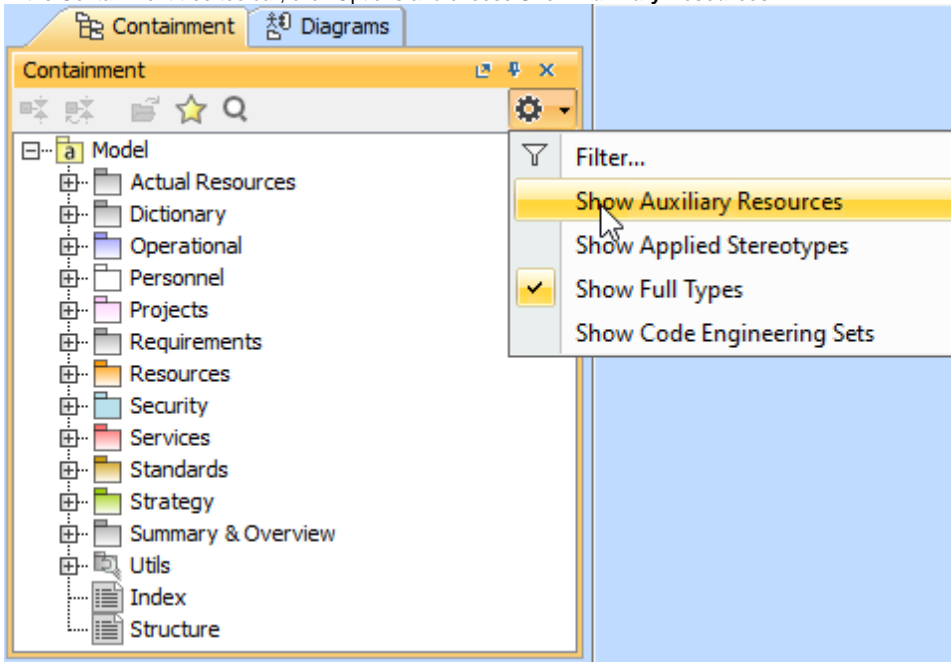 Containment Diagrams
Containment
a Model
Actual Resources
Dictionary
Operational
Personnel
Projects
Requirements
Resources
Security
Services
Standards
Strategy
Summary & Overview
Utils
Index
Structure
Filter...
Show Auxiliary Resources
Show Applied Stereotypes
Show Full Types
Show Code Engineering Sets